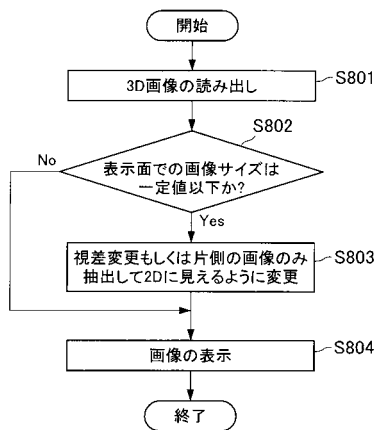 開始
3D画像の読み出し
S801
S802
表示面での画像サイズは
一定値以下か?
No
Yes
視差変更もしくは片側の画像のみ
抽出して2Dに見えるように変更
S803
画像の表示
S804
終了